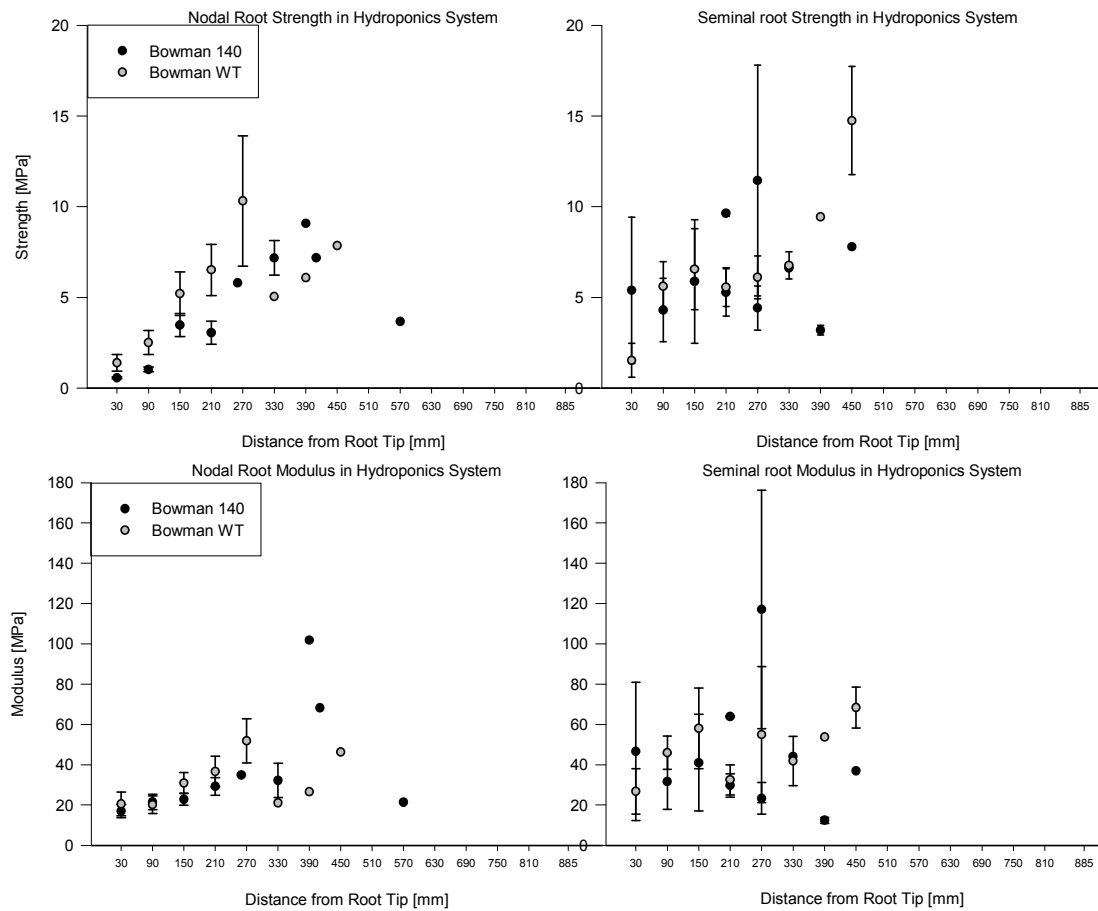 Nodal Root Strength in Hydroponics System
20
15
10
5
0
Strength [MPa]
Bowman 140
Bowman WT
30 90 150 210 270 330 390 450 510 570 630 690 750 810 885
Distance from Root Tip [mm]
Seminal root Strength in Hydroponics System
20
15
10
5
0
30 90 150 210 270 330 390 450 510 570 630 690 750 810 885
Distance from Root Tip [mm]
Nodal Root Modulus in Hydroponics System
180
160
140
120
100
80
60
40
20
0
Modulus [MPa]
Bowman 140
Bowman WT
30 90 150 210 270 330 390 450 570 630 690 750 810 885
Distance from Root Tip [mm]
Seminal root Modulus in Hydroponics System
180
160
140
120
100
80
60
40
20
0
30 90 150 210 270 330 390 450 510 570 630 690 750 810 885
Distance from Root Tip [mm]